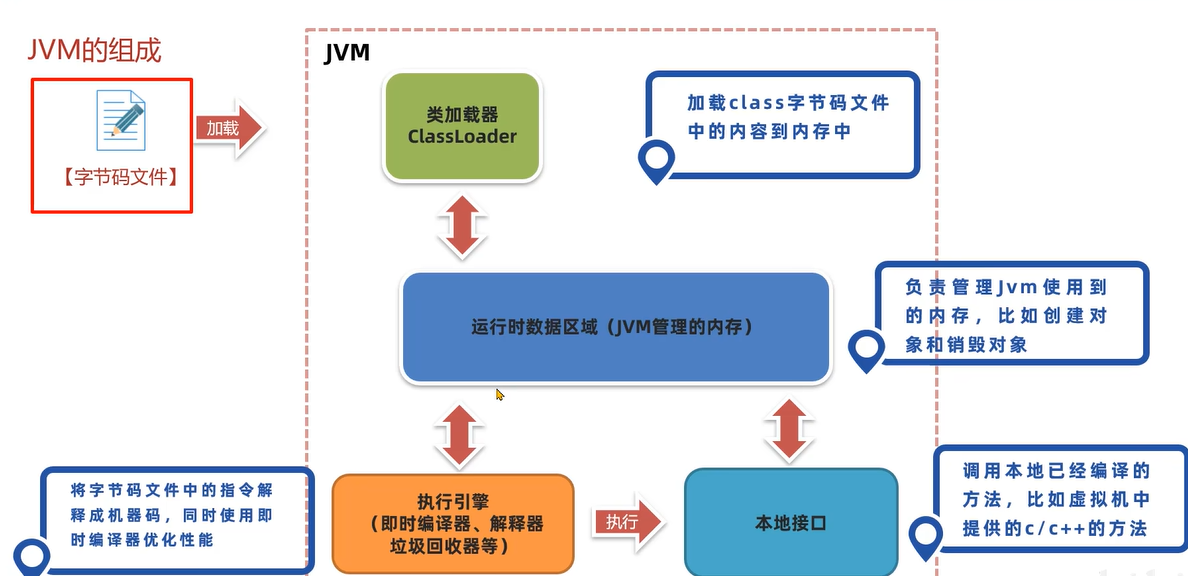 JVM的组成
【字节码文件】
加载
JVM
类加载器
ClassLoader
加载class字节码文件
中的内容到内存中
运行时数据区域（JVM管理的内存）
负责管理Jvm使用到
的内存，比如创建对
象和销毁对象
将字节码文件中的指令解
释成机器码，同时使用即
时编译器优化性能
执行引擎
（即时编译器、解释器
垃圾回收器等）
执行
本地接口
调用本地已经编译的
方法，比如虚拟机中
提供的c/c++的方法